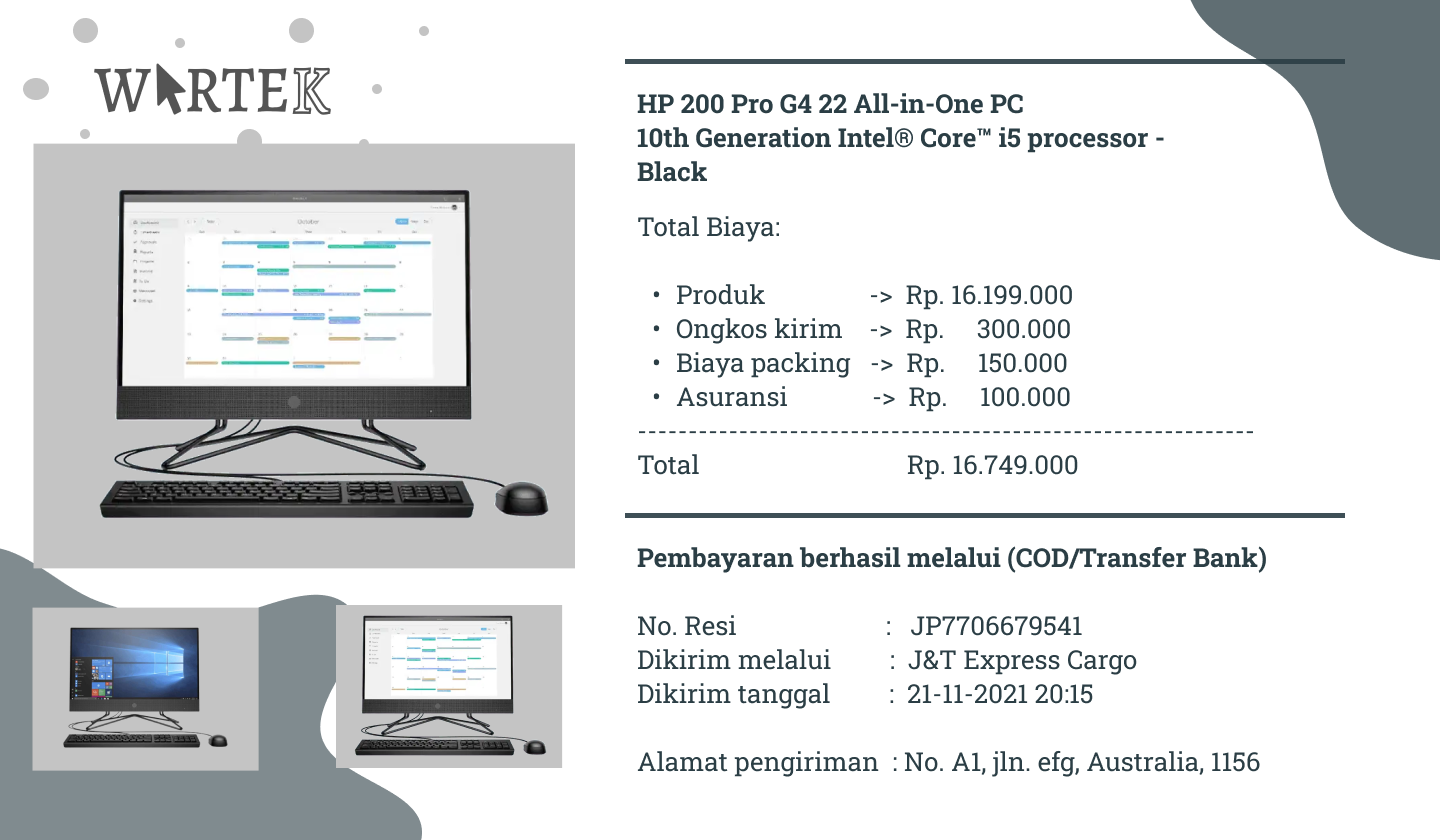 WARTEK
HP 200 Pro G4 22 All-in-One PC
10th Generation Intel® Core™ i5 processor -
Black
Total Biaya:
• Produk -> Rp. 16.199.000
• Ongkos kirim -> Rp. 300.000
• Biaya packing -> Rp. 150.000
• Asuransi -> Rp. 100.000
-------------------------------------------------------------
Total Rp. 16.749.000
Pembayaran berhasil melalui (COD/Transfer Bank)
No. Resi : JP7706679541
Dikirim melalui : J&T Express Cargo
Dikirim tanggal : 21-11-2021 20:15
Alamat pengiriman : No. A1, jln. efg, Australia, 1156
October